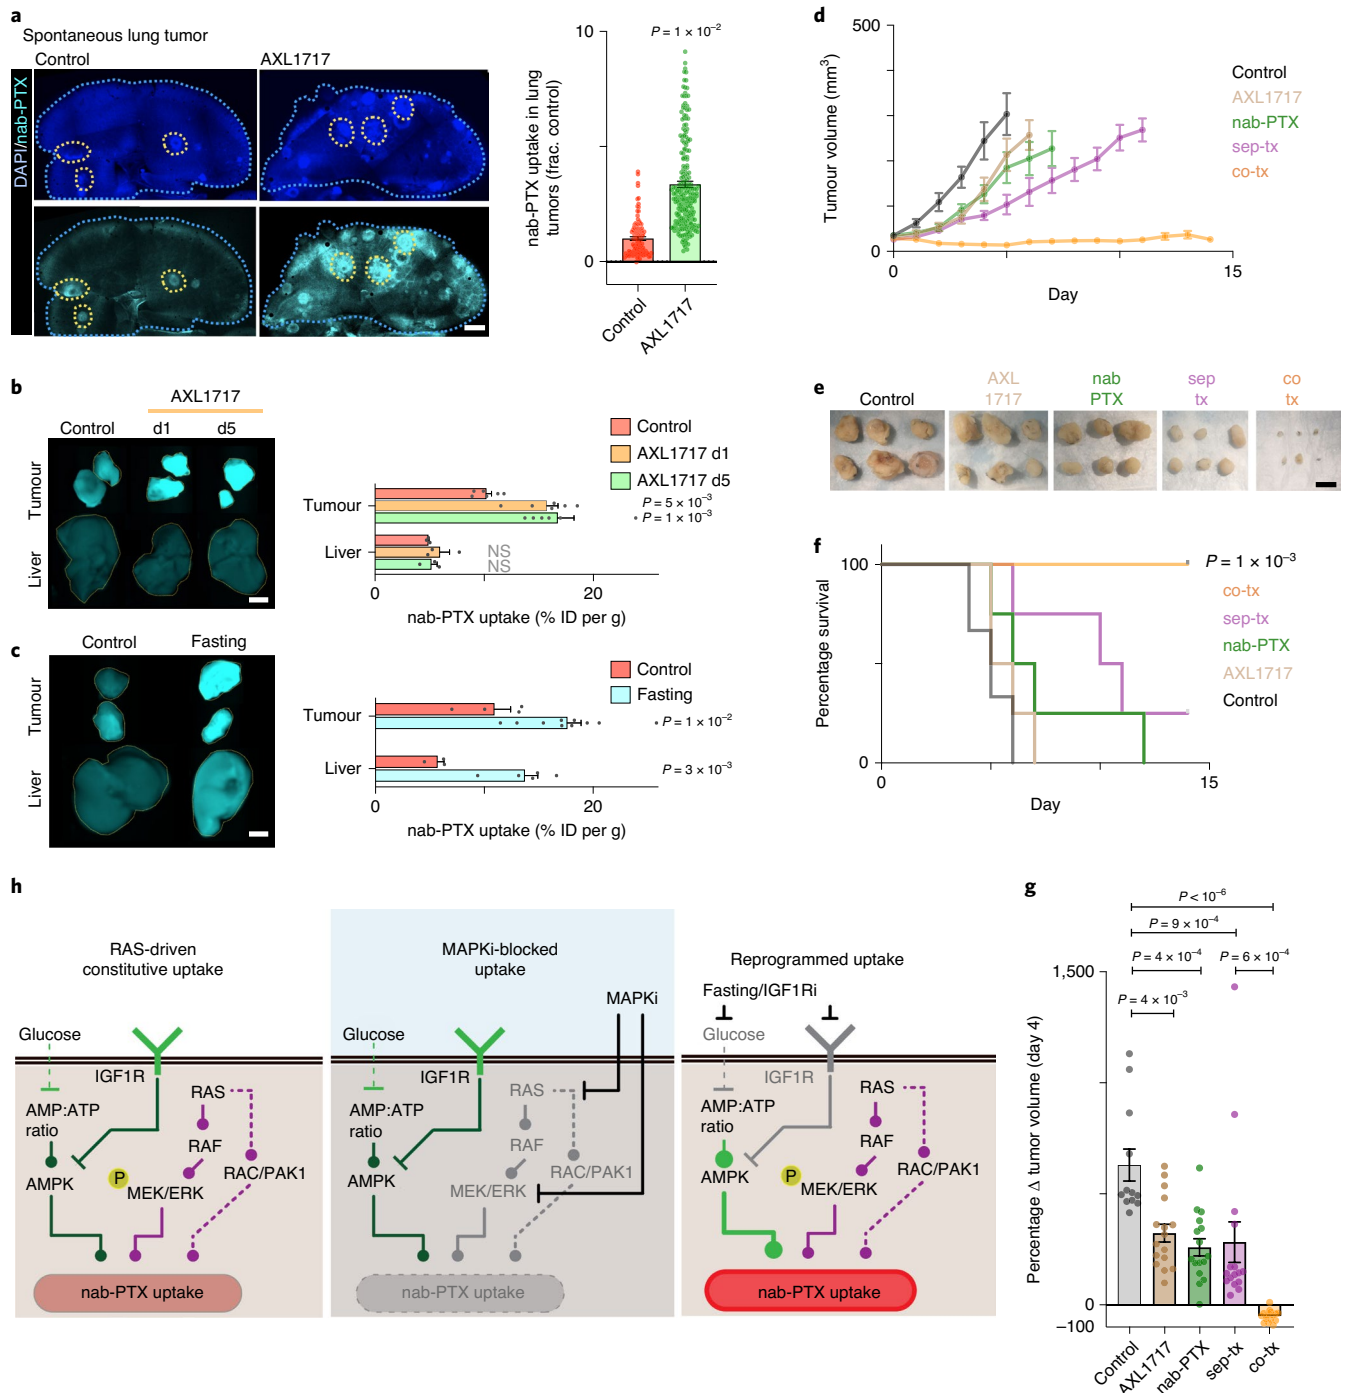 a
Spontaneous lung tumor
Control
AXL1717
DAPI/nab-PTX
nab-PTX uptake in lung
tumors (frac. control)
10
0
P = 1 × 10⁻²
Control
AXL1717
d
Tumour volume (mm³)
500
0
0
15
Day
Control
AXL1717
nab-PTX
sep-tx
co-tx
b
AXL1717
Control
d1
d5
Tumour
Liver
Control
AXL1717 d1
AXL1717 d5
Tumour
P = 5 × 10⁻³
P = 1 × 10⁻³
Liver
NS
NS
0
20
nab-PTX uptake (% ID per g)
e
Control
AXL
1717
nab
PTX
sep
tx
co
tx
c
Control
Fasting
Tumour
Liver
Control
Fasting
Tumour
P = 1 × 10⁻²
Liver
P = 3 × 10⁻³
0
20
nab-PTX uptake (% ID per g)
f
Percentage survival
100
0
0
15
Day
P = 1 × 10⁻³
co-tx
sep-tx
nab-PTX
AXL1717
Control
h
RAS-driven
constitutive uptake
Glucose
IGF1R
AMP:ATP
ratio
AMPK
RAS
RAF
P
MEK/ERK
RAC/PAK1
nab-PTX uptake
MAPKi-blocked
uptake
MAPKi
Glucose
IGF1R
AMP:ATP
ratio
AMPK
RAS
RAF
MEK/ERK
RAC/PAK1
nab-PTX uptake
Reprogrammed uptake
Fasting/IGF1Ri
Glucose
IGF1R
AMP:ATP
ratio
AMPK
RAS
RAF
P
MEK/ERK
RAC/PAK1
nab-PTX uptake
g
P < 10⁻⁶
P = 9 × 10⁻⁴
P = 4 × 10⁻⁴
P = 6 × 10⁻⁴
P = 4 × 10⁻³
Percentage Δ tumor volume (day 4)
1,500
0
−100
Control
AXL1717
nab-PTX
sep-tx
co-tx